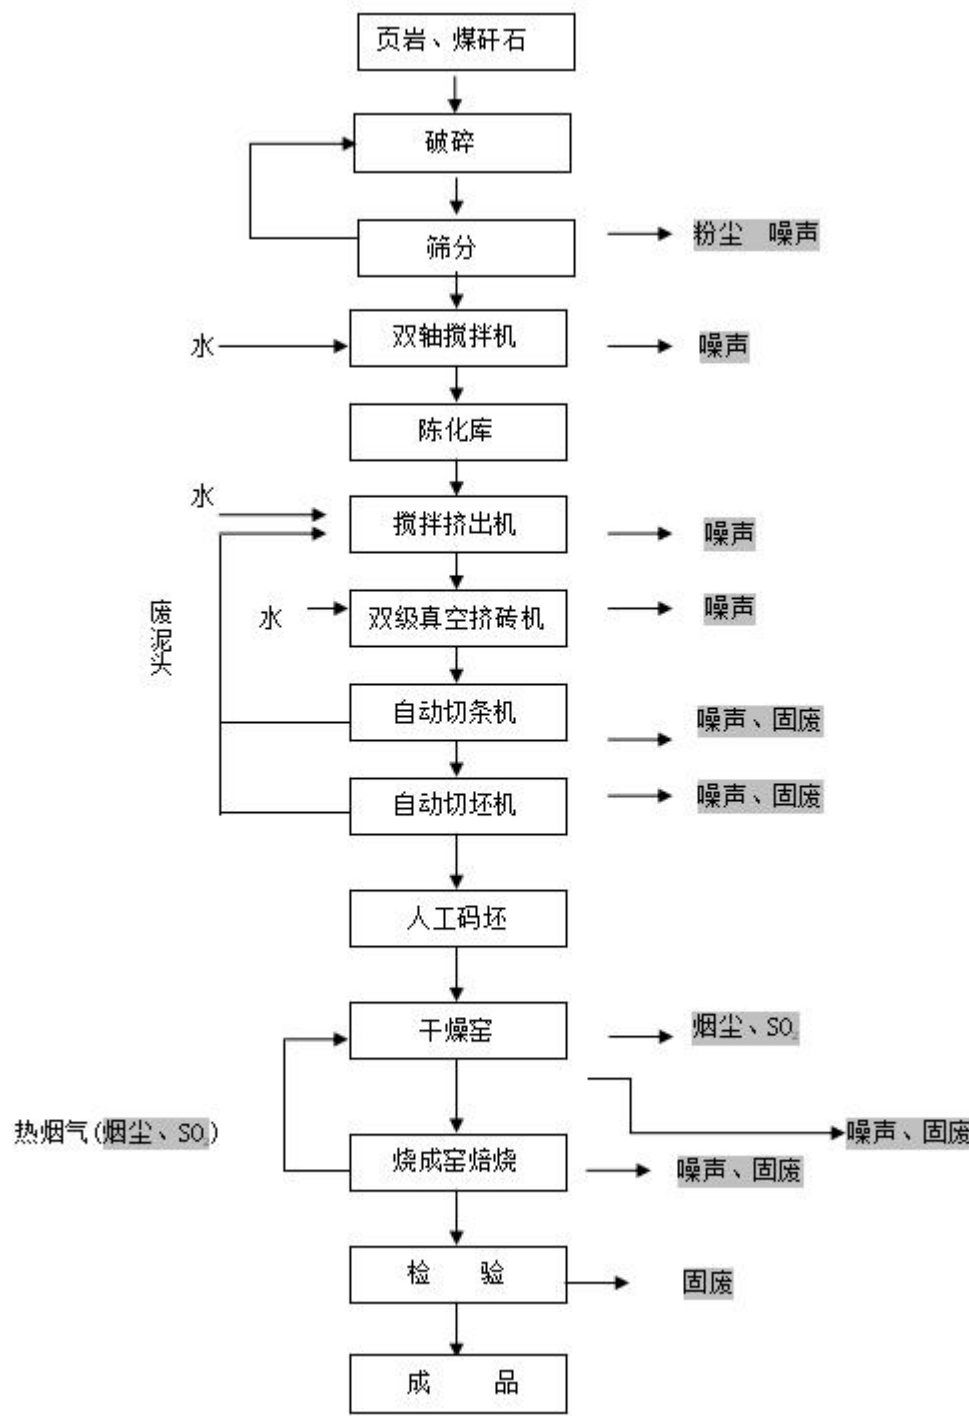 页岩、煤矸石
破碎
筛分
粉尘 噪声
水
双轴搅拌机
噪声
陈化库
水
搅拌挤出机
噪声
废泥头
水
双级真空挤砖机
噪声
自动切条机
噪声、固废
自动切坯机
噪声、固废
人工码坯
干燥窑
烟尘、SO₂
热烟气(烟尘、SO₂)
噪声、固废
烧成窑焙烧
噪声、固废
检 验
固废
成 品